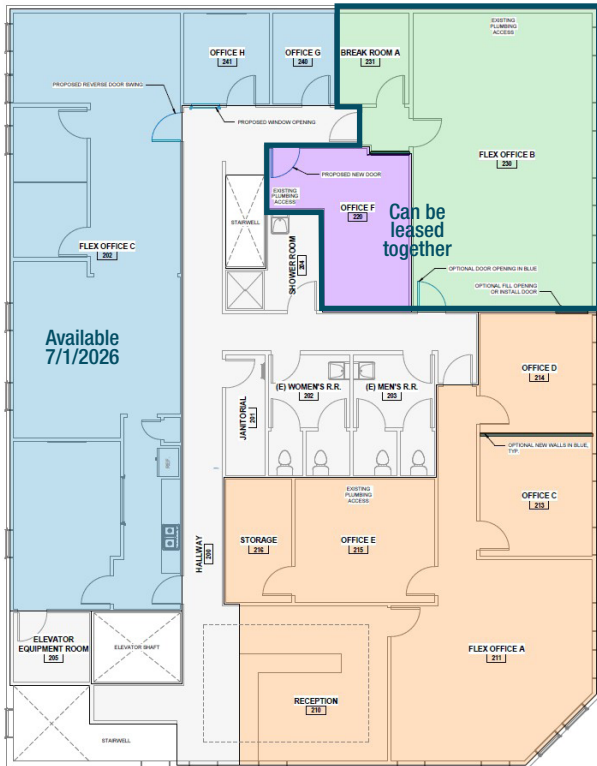 EXISTING
PLUMBING
ACCESS
OFFICE H
241
OFFICE G
240
BREAK ROOM A
231
PROPOSED REVERSE DOOR SWING
PROPOSED WINDOW OPENING
FLEX OFFICE B
230
PROPOSED NEW DOOR
EXISTING
PLUMBING
ACCESS
OFFICE F
220
Can be
leased
together
STAIRWELL
SHOWER ROOM
204
FLEX OFFICE C
202
OPTIONAL DOOR OPENING IN BLUE
OPTIONAL FILL OPENING
OR INSTALL DOOR
Available
7/1/2026
OFFICE D
214
(E) WOMEN'S R.R.
202
(E) MEN'S R.R.
203
JANITORIAL
201
OPTIONAL NEW WALLS IN BLUE,
TYP.
REF.
EXISTING
PLUMBING
ACCESS
OFFICE C
213
STORAGE
216
OFFICE E
215
HALLWAY
200
ELEVATOR
EQUIPMENT ROOM
205
ELEVATOR SHAFT
FLEX OFFICE A
211
RECEPTION
210
STAIRWELL